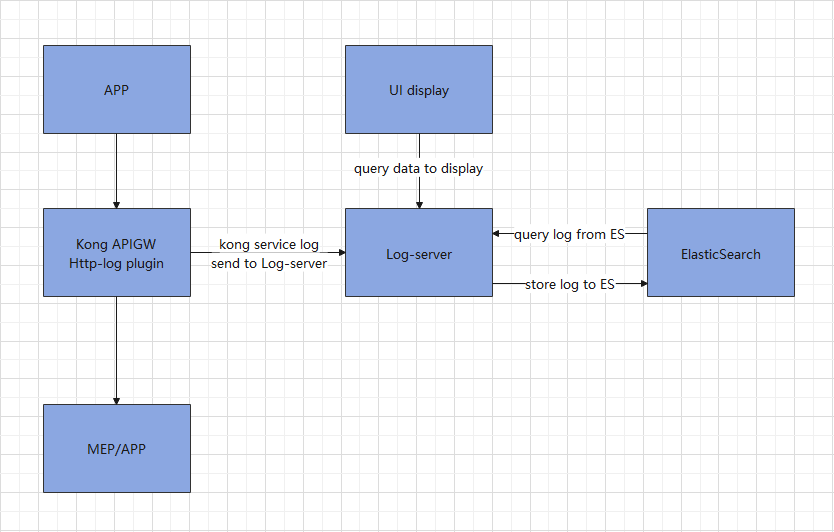 APP
UI display
query data to display
Kong APIGW
Http-log plugin
kong service log
send to Log-server
Log-server
query log from ES
store log to ES
ElasticSearch
MEP/APP